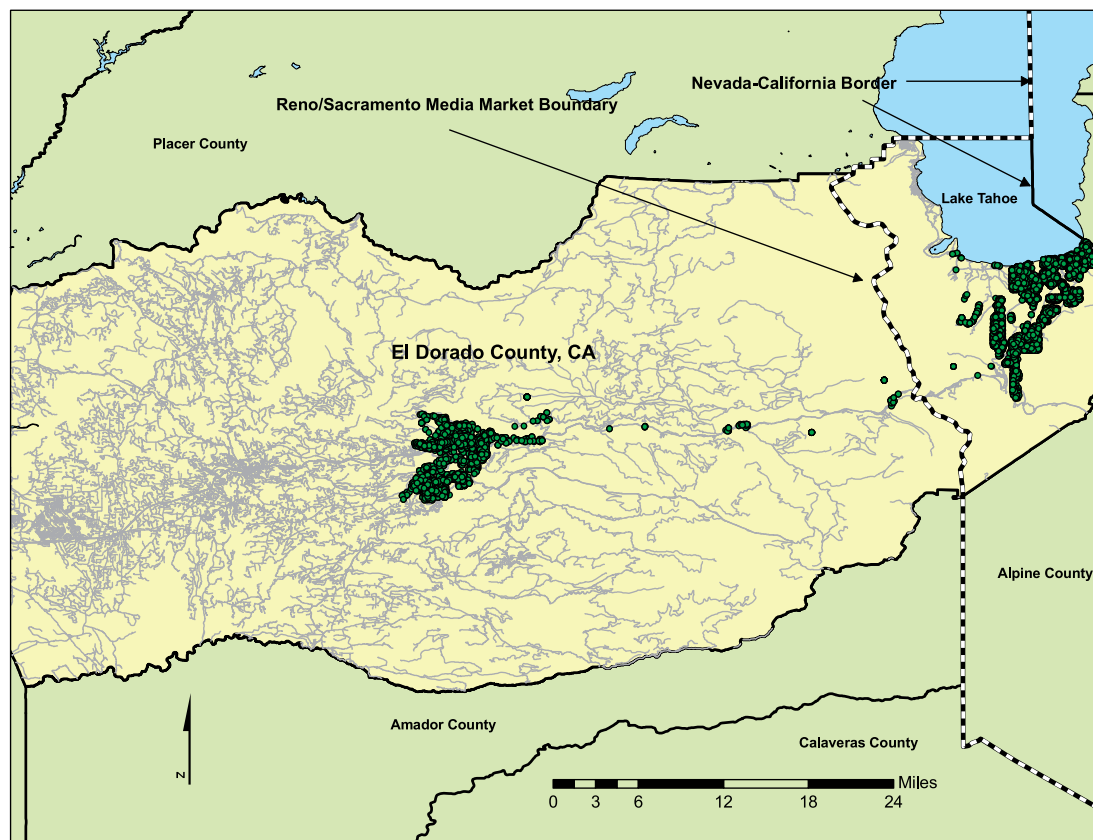 Nevada-California Border
Reno/Sacramento Media Market Boundary
Placer County
Lake Tahoe
El Dorado County, CA
Alpine County
Amador County
Calaveras County
z
Miles
0 3 6 12 18 24